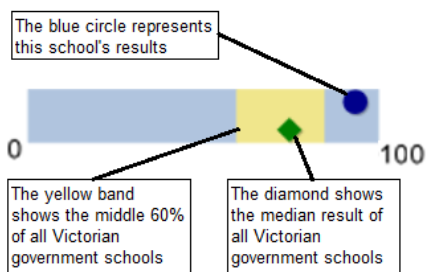 The blue circle represents
this school's results
0
100
The yellow band
shows the middle 60%
of all Victorian
government schools
The diamond shows
the median result of
all Victorian
government schools